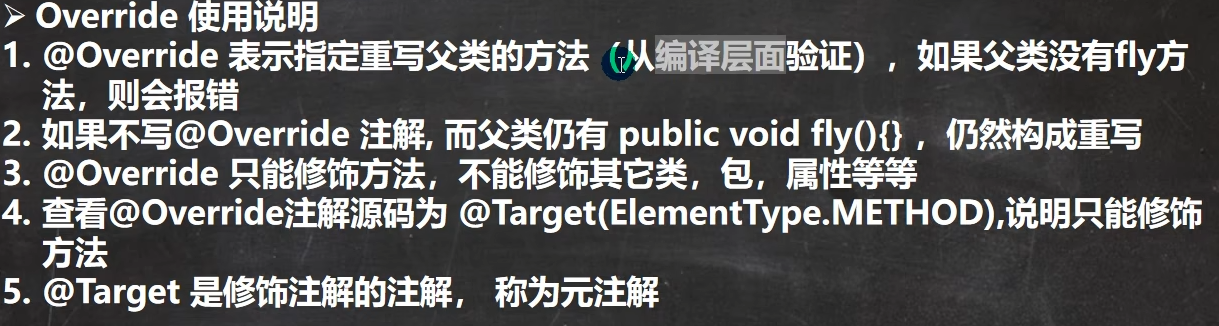 ➢ Override 使用说明
1. @Override 表示指定重写父类的方法（从编译层面验证），如果父类没有fly方
法，则会报错
2. 如果不写@Override 注解, 而父类仍有 public void fly(){} ，仍然构成重写
3. @Override 只能修饰方法，不能修饰其它类，包，属性等等
4. 查看@Override注解源码为 @Target(ElementType.METHOD),说明只能修饰
方法
5. @Target 是修饰注解的注解， 称为元注解